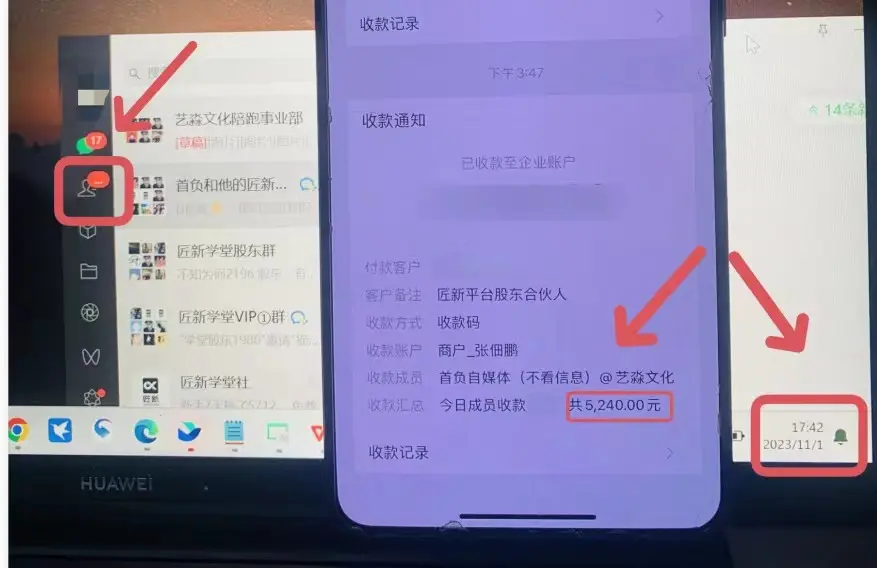 收款记录
下午3:47
收款通知
已收款至企业账户
付款客户
客户备注 匠新平台股东合伙人
收款方式 收款码
收款账户 商户_张佃鹏
收款成员 首负自媒体（不看信息）@艺淼文化
收款汇总 今日成员收款 共5,240.00元
收款记录
17
艺淼文化陪跑事业部
[草稿]
首负和他的匠新...
匠新学堂股东群
匠新学堂VIP①群
匠新学堂社
14条新
17:42
2023/11/1
HUAWEI